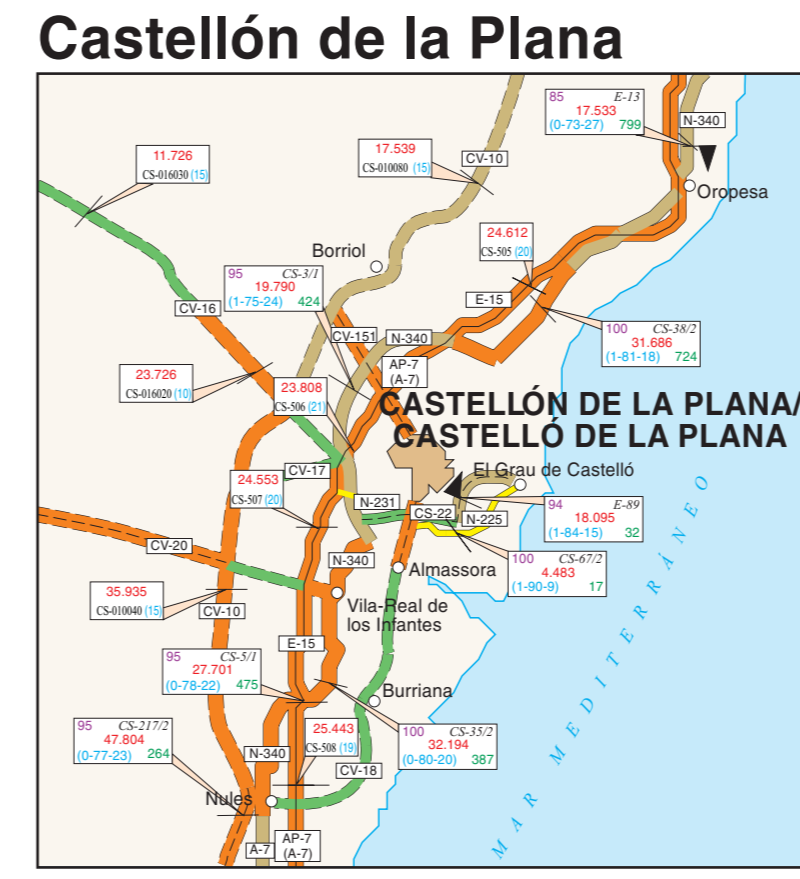 Castellón de la Plana
85 E-13
17.533
(0-73-27) 799
N-340
11.726
CS-016030 (15)
17.539
CS-010080 (15)
CV-10
Oropesa
24.612
CS-505 (20)
Borriol
95 CS-3/1
19.790
(1-75-24) 424
E-15
CV-16
100 CS-38/2
31.686
(1-81-18) 724
CV-151
N-340
AP-7
(A-7)
23.726
CS-016020 (10)
23.808
CS-506 (21)
CASTELLÓN DE LA PLANA/
CASTELLÓ DE LA PLANA
CV-17
El Grau de Castelló
24.553
CS-507 (20)
N-231
CS-22
N-225
94 E-89
18.095
(1-84-15) 32
CV-20
N-340
Almassora
100 CS-67/2
4.483
(1-90-9) 17
35.935
CS-010040 (15)
CV-10
Vila-Real de
los Infantes
E-15
95 CS-5/1
27.701
(0-78-22) 475
Burriana
95 CS-217/2
47.804
(0-77-23) 264
25.443
CS-508 (19)
100 CS-35/2
32.194
(0-80-20) 387
N-340
CV-18
Nules
A-7
AP-7
(A-7)
MAR MEDITERRÁNEO